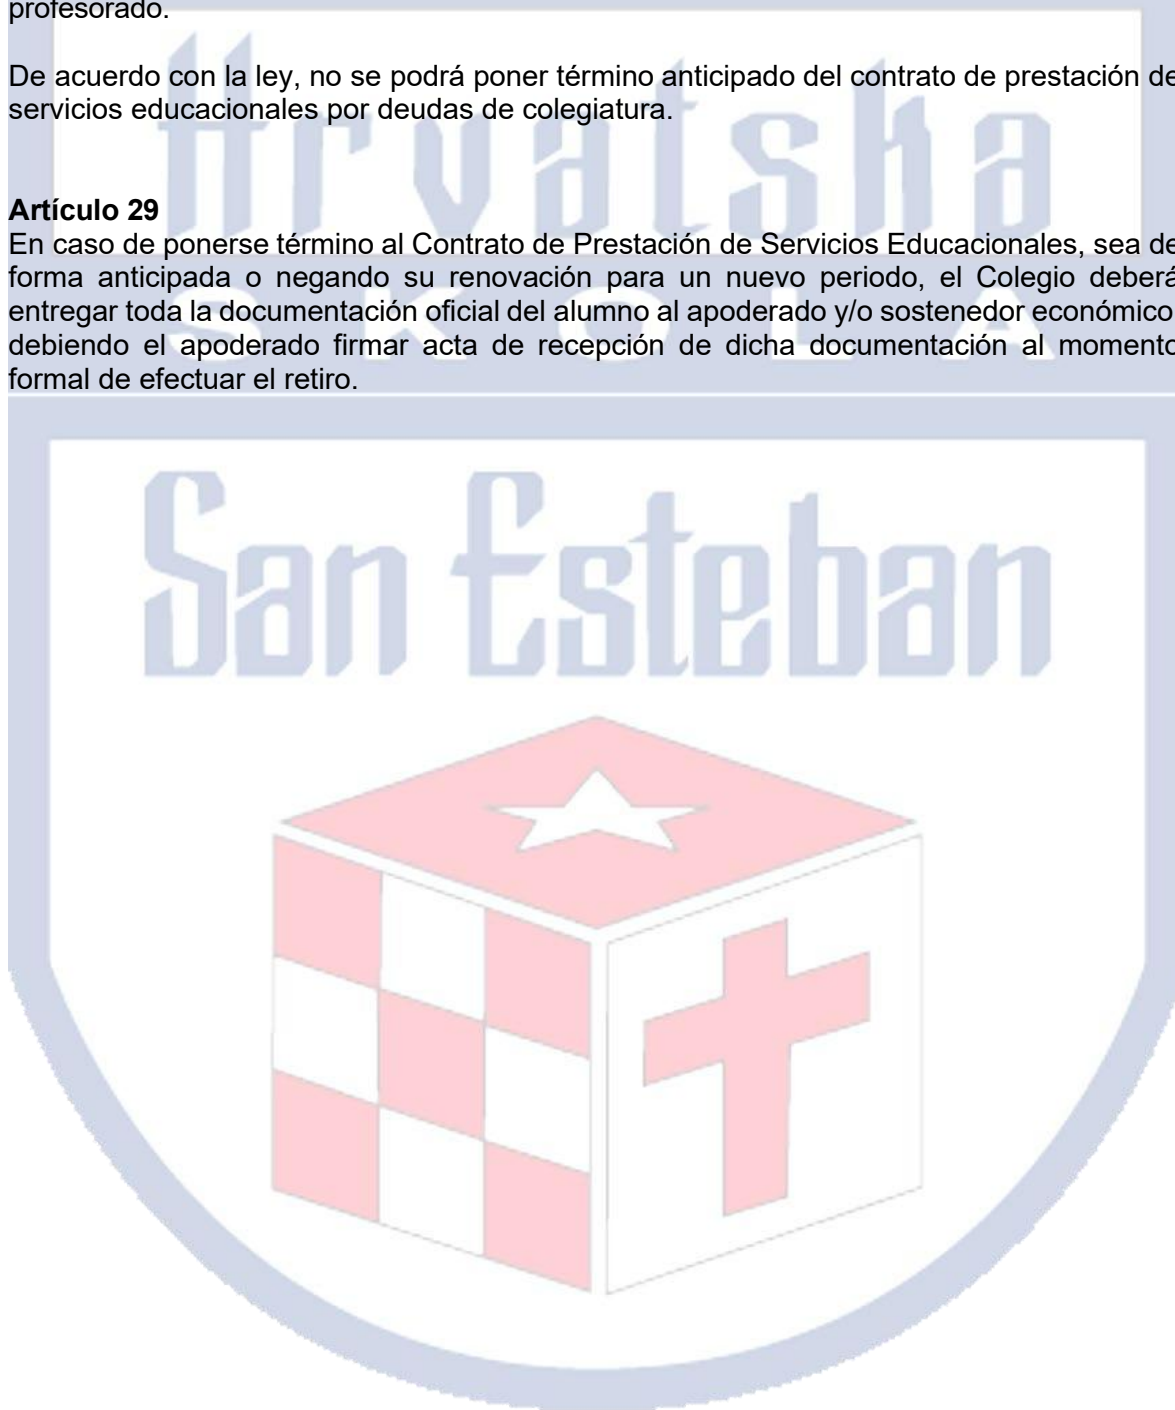 profesorado.
De acuerdo con la ley, no se podrá poner término anticipado del contrato de prestación de
servicios educacionales por deudas de colegiatura.
Hrvatska
Artículo 29
En caso de ponerse término al Contrato de Prestación de Servicios Educacionales, sea de
forma anticipada o negando su renovación para un nuevo periodo, el Colegio deberá
entregar toda la documentación oficial del alumno al apoderado y/o sostenedor económico
debiendo el apoderado firmar acta de recepción de dicha documentación al momento
formal de efectuar el retiro.
SKOLA
San Esteban